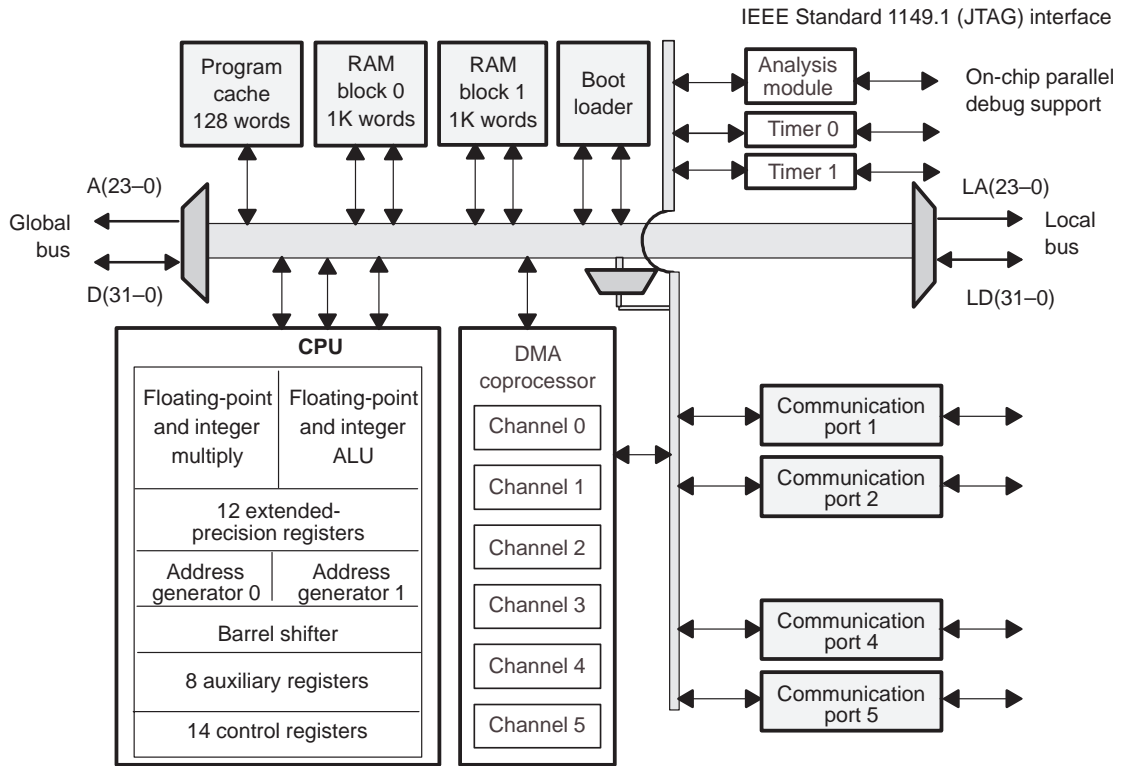 IEEE Standard 1149.1 (JTAG) interface
Program
cache
128 words
RAM
block 0
1K words
RAM
block 1
1K words
Boot
loader
Analysis
module
On-chip parallel
debug support
Timer 0
Timer 1
A(23–0)
Global
bus
D(31–0)
LA(23–0)
Local
bus
LD(31–0)
CPU
Floating-point
and integer
multiply
Floating-point
and integer
ALU
12 extended-
precision registers
Address
generator 0
Address
generator 1
Barrel shifter
8 auxiliary registers
14 control registers
DMA
coprocessor
Channel 0
Channel 1
Channel 2
Channel 3
Channel 4
Channel 5
Communication
port 1
Communication
port 2
Communication
port 4
Communication
port 5